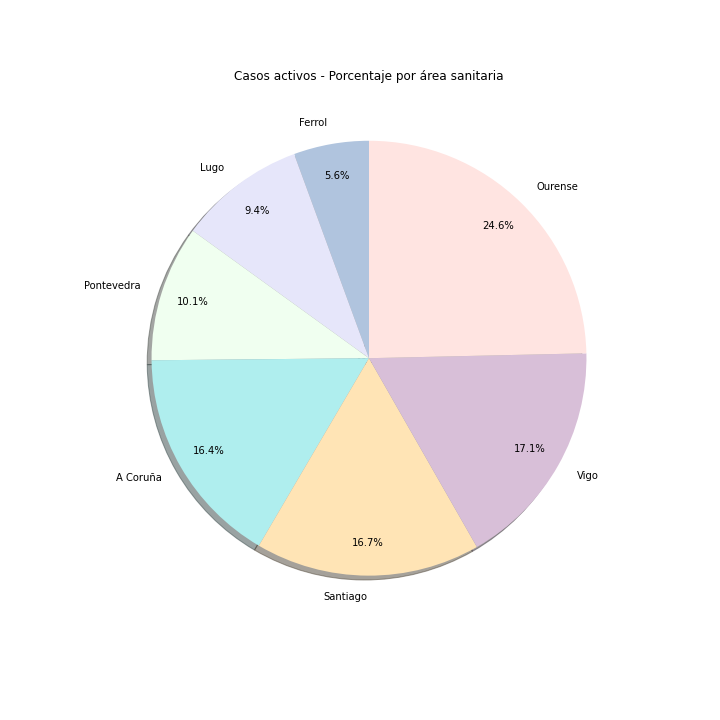 Casos activos - Porcentaje por área sanitaria
Ferrol
5.6%
Lugo
9.4%
Ourense
24.6%
Pontevedra
10.1%
A Coruña
16.4%
Vigo
17.1%
Santiago
16.7%